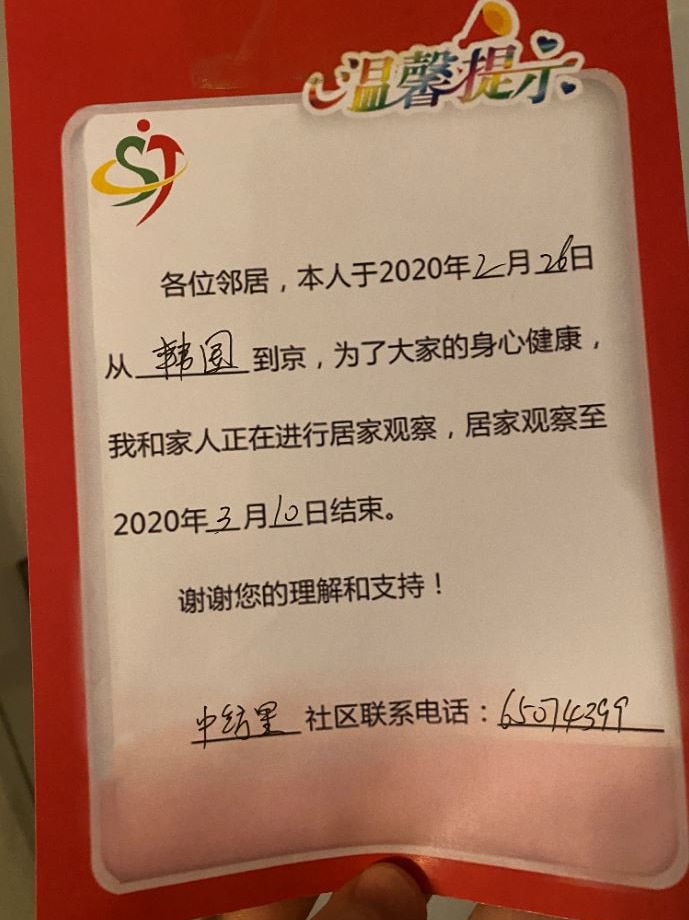 温馨提示
各位邻居，本人于2020年2月26日
从韩国到京，为了大家的身心健康，
我和家人正在进行居家观察，居家观察至
2020年3月10日结束。
谢谢您的理解和支持！
中纺里社区联系电话：65074399